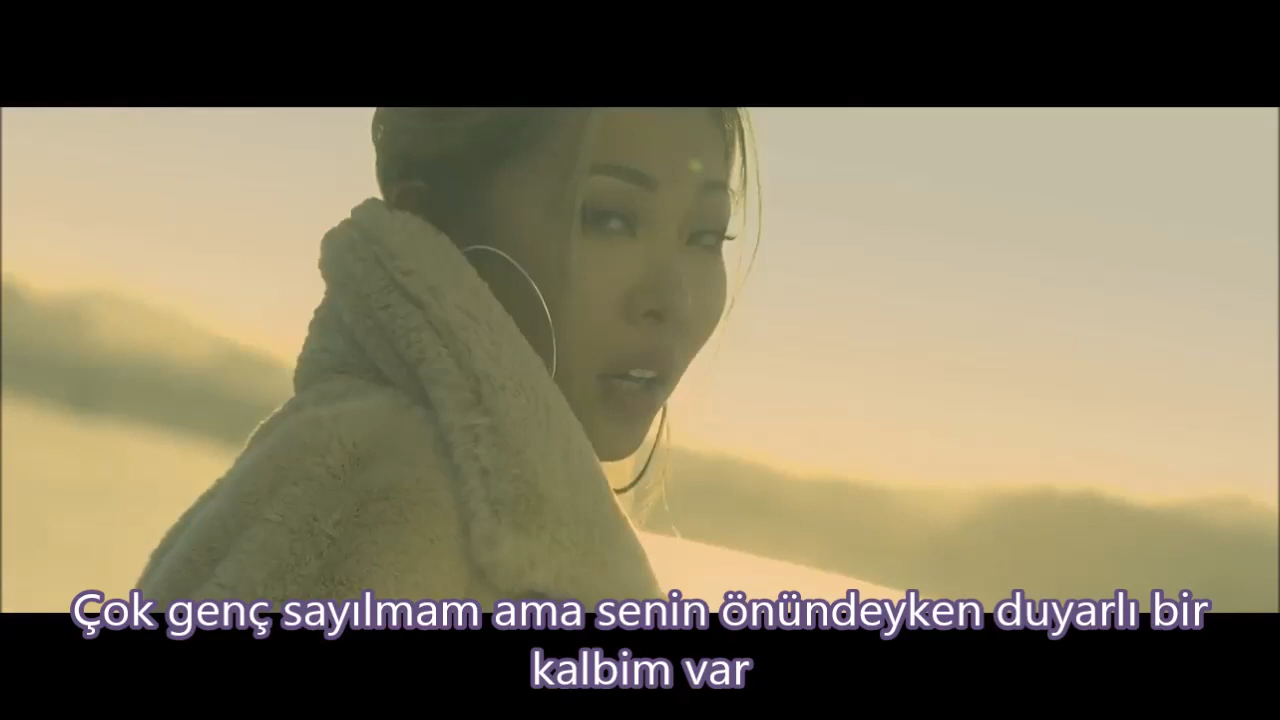 Çok genç sayılmam ama senin önündeyken duyarlı bir
kalbim var